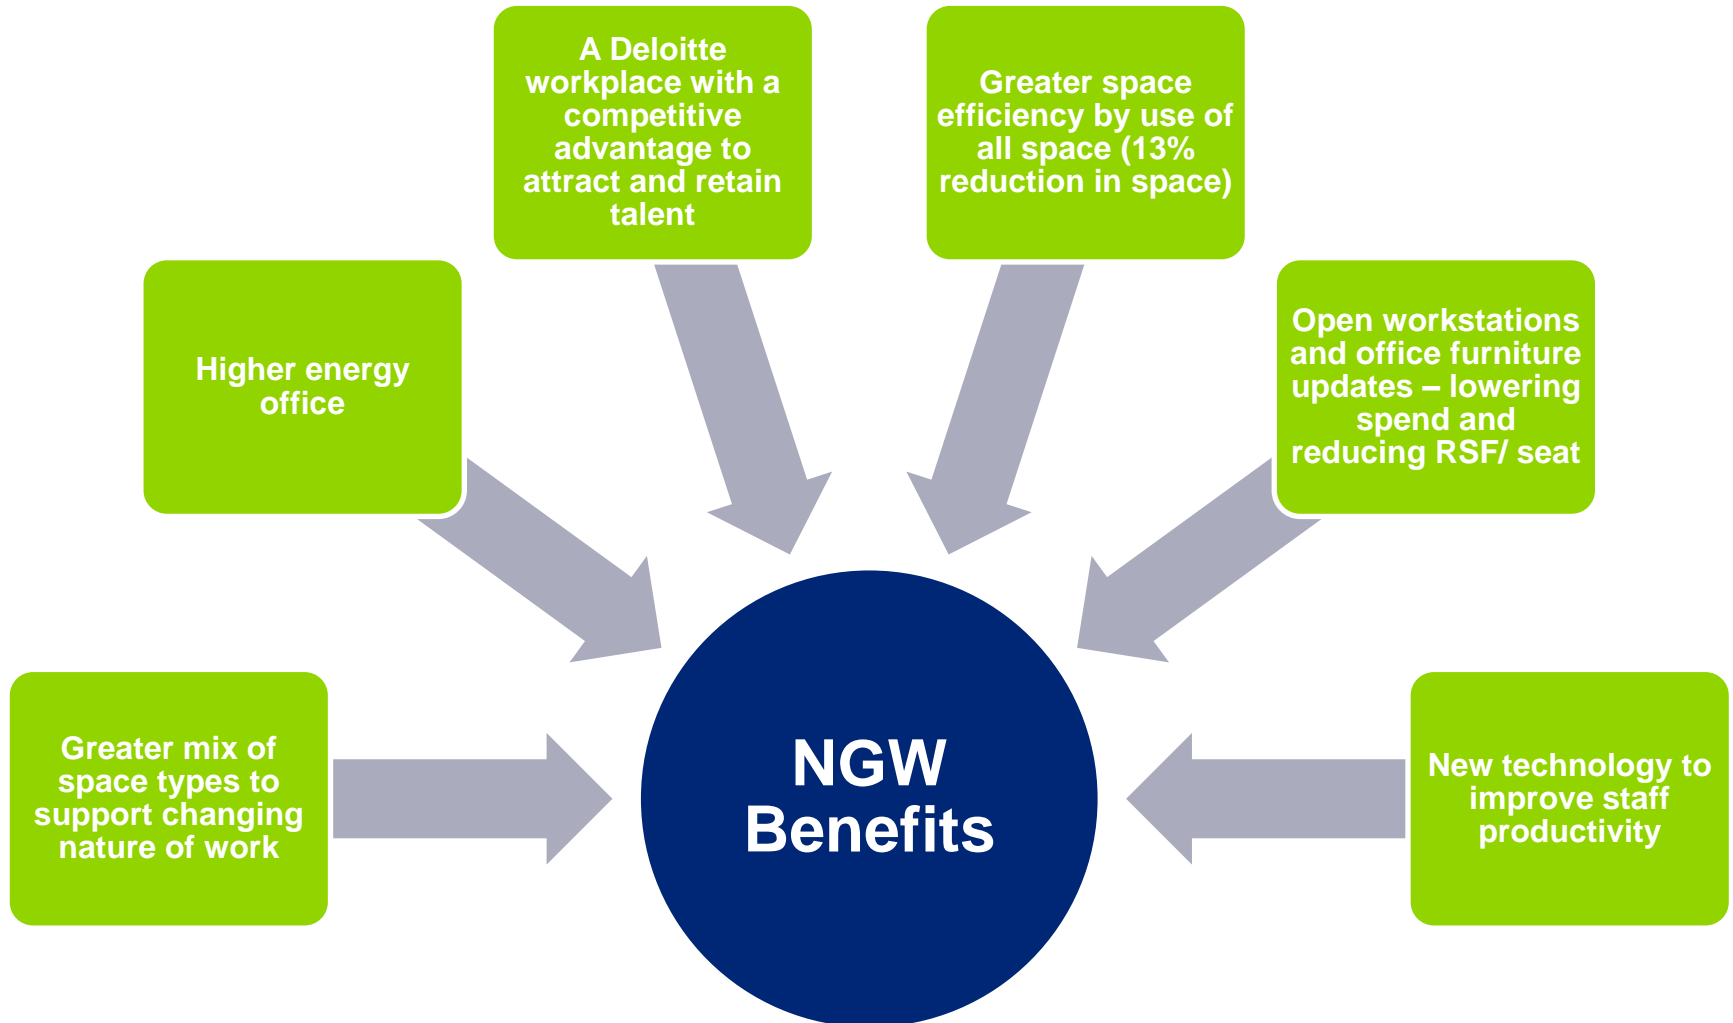 A Deloitte
workplace with a
competitive
advantage to
attract and retain
talent
Greater space
efficiency by use of
all space (13%
reduction in space)
Higher energy
office
Open workstations
and office furniture
updates – lowering
spend and
reducing RSF/ seat
Greater mix of
space types to
support changing
nature of work
NGW
Benefits
New technology to
improve staff
productivity